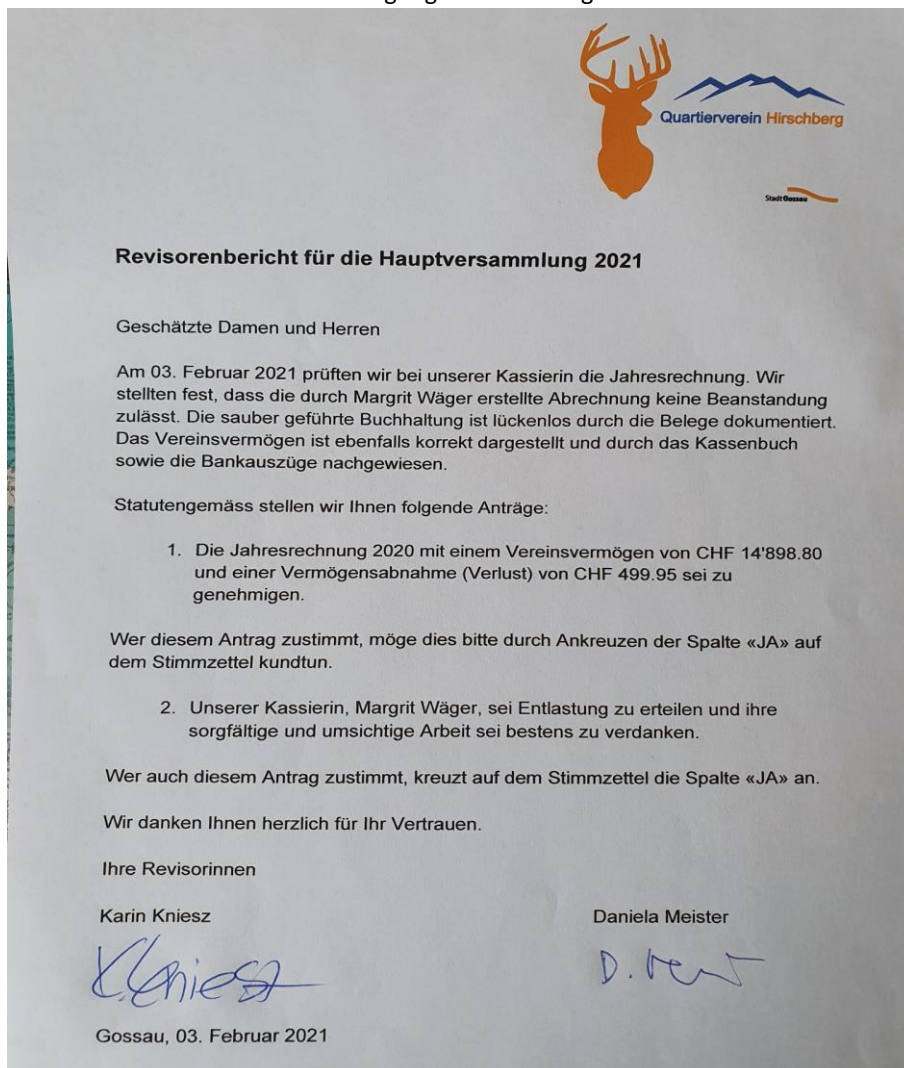 Quartierverein Hirschberg
Stadt Gossau
Revisorenbericht für die Hauptversammlung 2021
Geschätzte Damen und Herren
Am 03. Februar 2021 prüften wir bei unserer Kassierin die Jahresrechnung. Wir
stellten fest, dass die durch Margrit Wäger erstellte Abrechnung keine Beanstandung
zulässt. Die sauber geführte Buchhaltung ist lückenlos durch die Belege dokumentiert.
Das Vereinsvermögen ist ebenfalls korrekt dargestellt und durch das Kassenbuch
sowie die Bankauszüge nachgewiesen.
Statutengemäss stellen wir Ihnen folgende Anträge:
1. Die Jahresrechnung 2020 mit einem Vereinsvermögen von CHF 14'898.80
und einer Vermögensabnahme (Verlust) von CHF 499.95 sei zu
genehmigen.
Wer diesem Antrag zustimmt, möge dies bitte durch Ankreuzen der Spalte «JA» auf
dem Stimmzettel kundtun.
2. Unserer Kassierin, Margrit Wäger, sei Entlastung zu erteilen und ihre
sorgfältige und umsichtige Arbeit sei bestens zu verdanken.
Wer auch diesem Antrag zustimmt, kreuzt auf dem Stimmzettel die Spalte «JA» an.
Wir danken Ihnen herzlich für Ihr Vertrauen.
Ihre Revisorinnen
Karin Kniesz Daniela Meister
K. Kniesz D.
Gossau, 03. Februar 2021